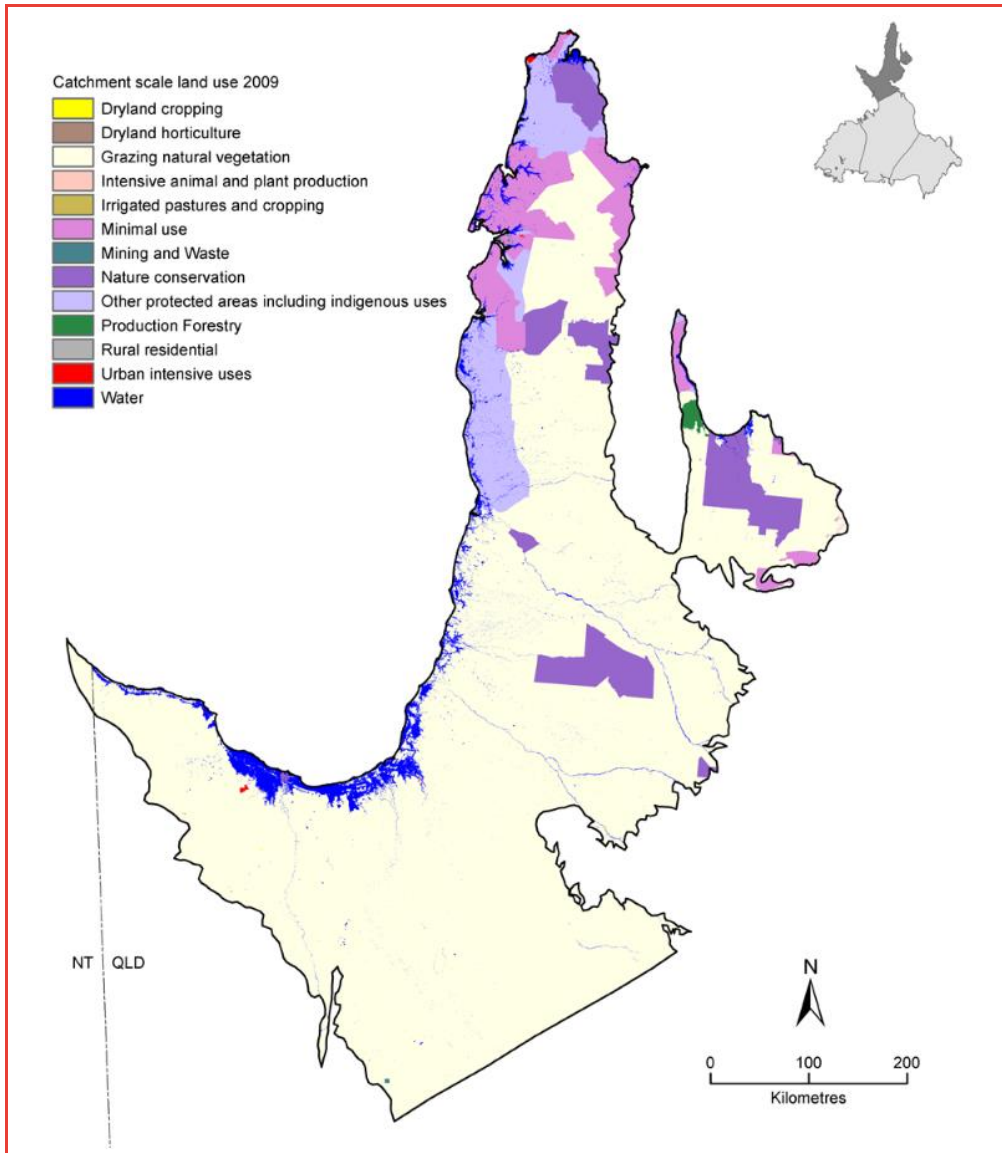 Catchment scale land use 2009
Dryland cropping
Dryland horticulture
Grazing natural vegetation
Intensive animal and plant production
Irrigated pastures and cropping
Minimal use
Mining and Waste
Nature conservation
Other protected areas including indigenous uses
Production Forestry
Rural residential
Urban intensive uses
Water
NT QLD
N
0 100 200
Kilometres